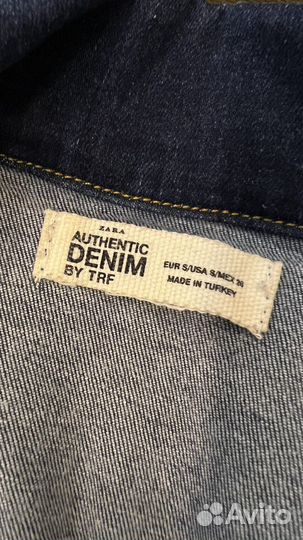 ZARA
AUTHENTIC
DENIM
BY TRF
EUR S/USA S/MEX 26
MADE IN TURKEY
Avito